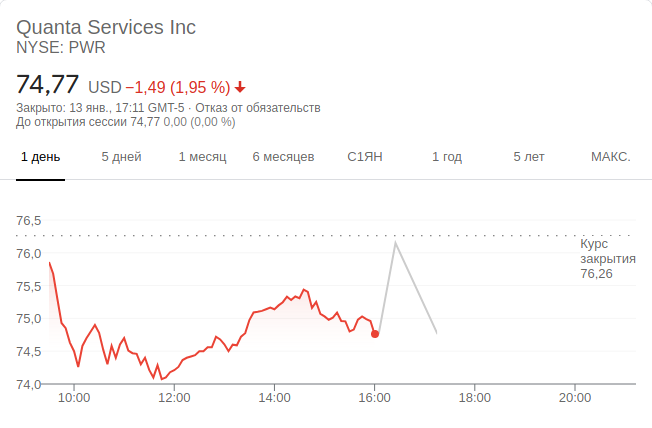 Quanta Services Inc
NYSE: PWR
74,77 USD −1,49 (1,95 %)
Закрыто: 13 янв., 17:11 GMT-5 · Отказ от обязательств
До открытия сессии 74,77 0,00 (0,00 %)
1 день 5 дней 1 месяц 6 месяцев С1ЯН 1 год 5 лет МАКС.
76,5
Курс
76,0
закрытия
76,26
75,5
75,0
74,5
74,0
10:00 12:00 14:00 16:00 18:00 20:00